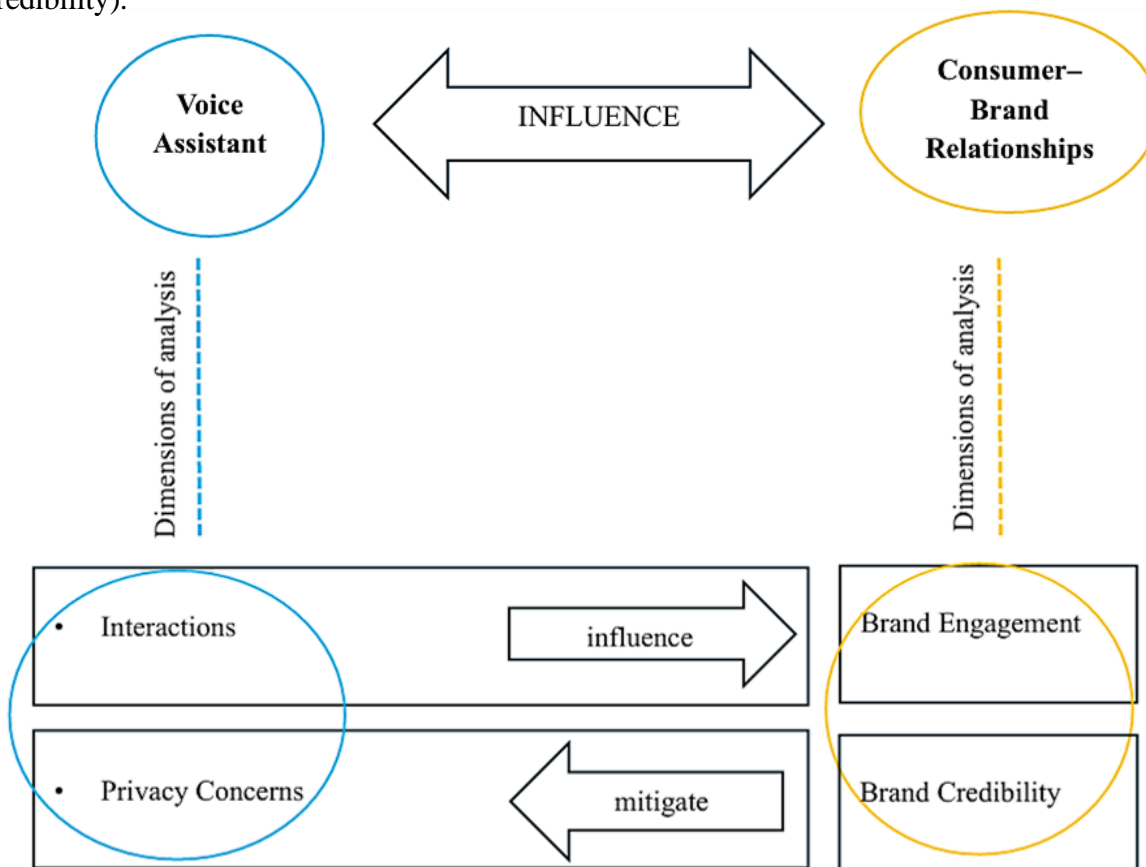 redibility).
Voice
Assistant
INFLUENCE
Consumer–
Brand
Relationships
Dimensions of analysis
Dimensions of analysis
• Interactions
influence
Brand Engagement
• Privacy Concerns
mitigate
Brand Credibility